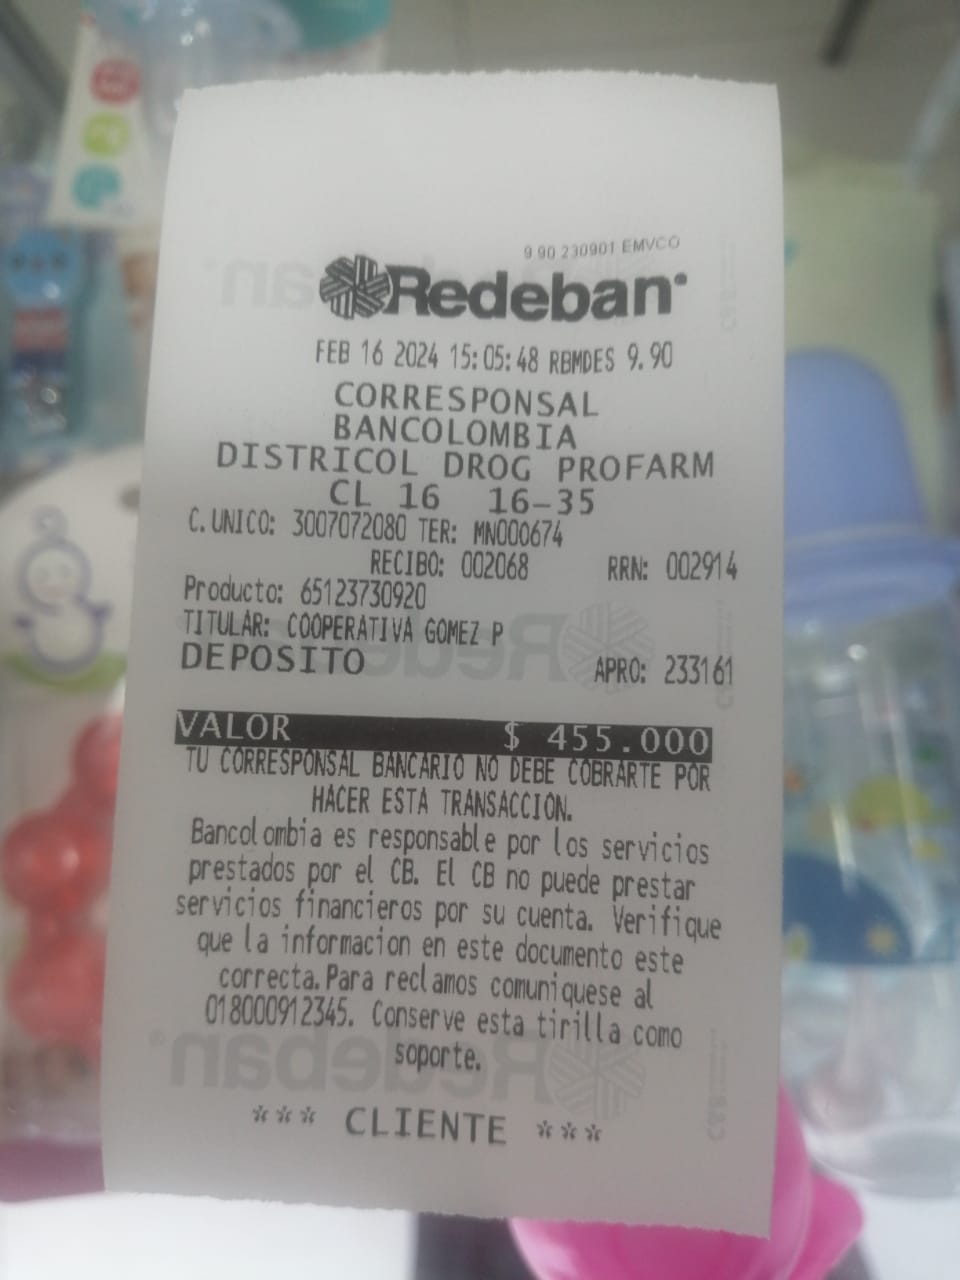 9 90 230901 EMVCO
Redeban
FEB 16 2024 15:05:48 RBMDES 9.90
CORRESPONSAL
BANCOLOMBIA
DISTRICOL DROG PROFARM
CL 16 16-35
C.UNICO: 3007072080 TER: MN000674
RECIBO: 002068 RRN: 002914
Producto: 65123730920
TITULAR: COOPERATIVA GOMEZ P
DEPOSITO APRO: 233161
VALOR $ 455.000
TU CORRESPONSAL BANCARIO NO DEBE COBRARTE POR
HACER ESTA TRANSACCION.
Bancolombia es responsable por los servicios
prestados por el CB. El CB no puede prestar
servicios financieros por su cuenta. Verifique
que la informacion en este documento este
correcta.Para reclamos comuniquese al
018000912345. Conserve esta tirilla como
soporte.
*** CLIENTE ***